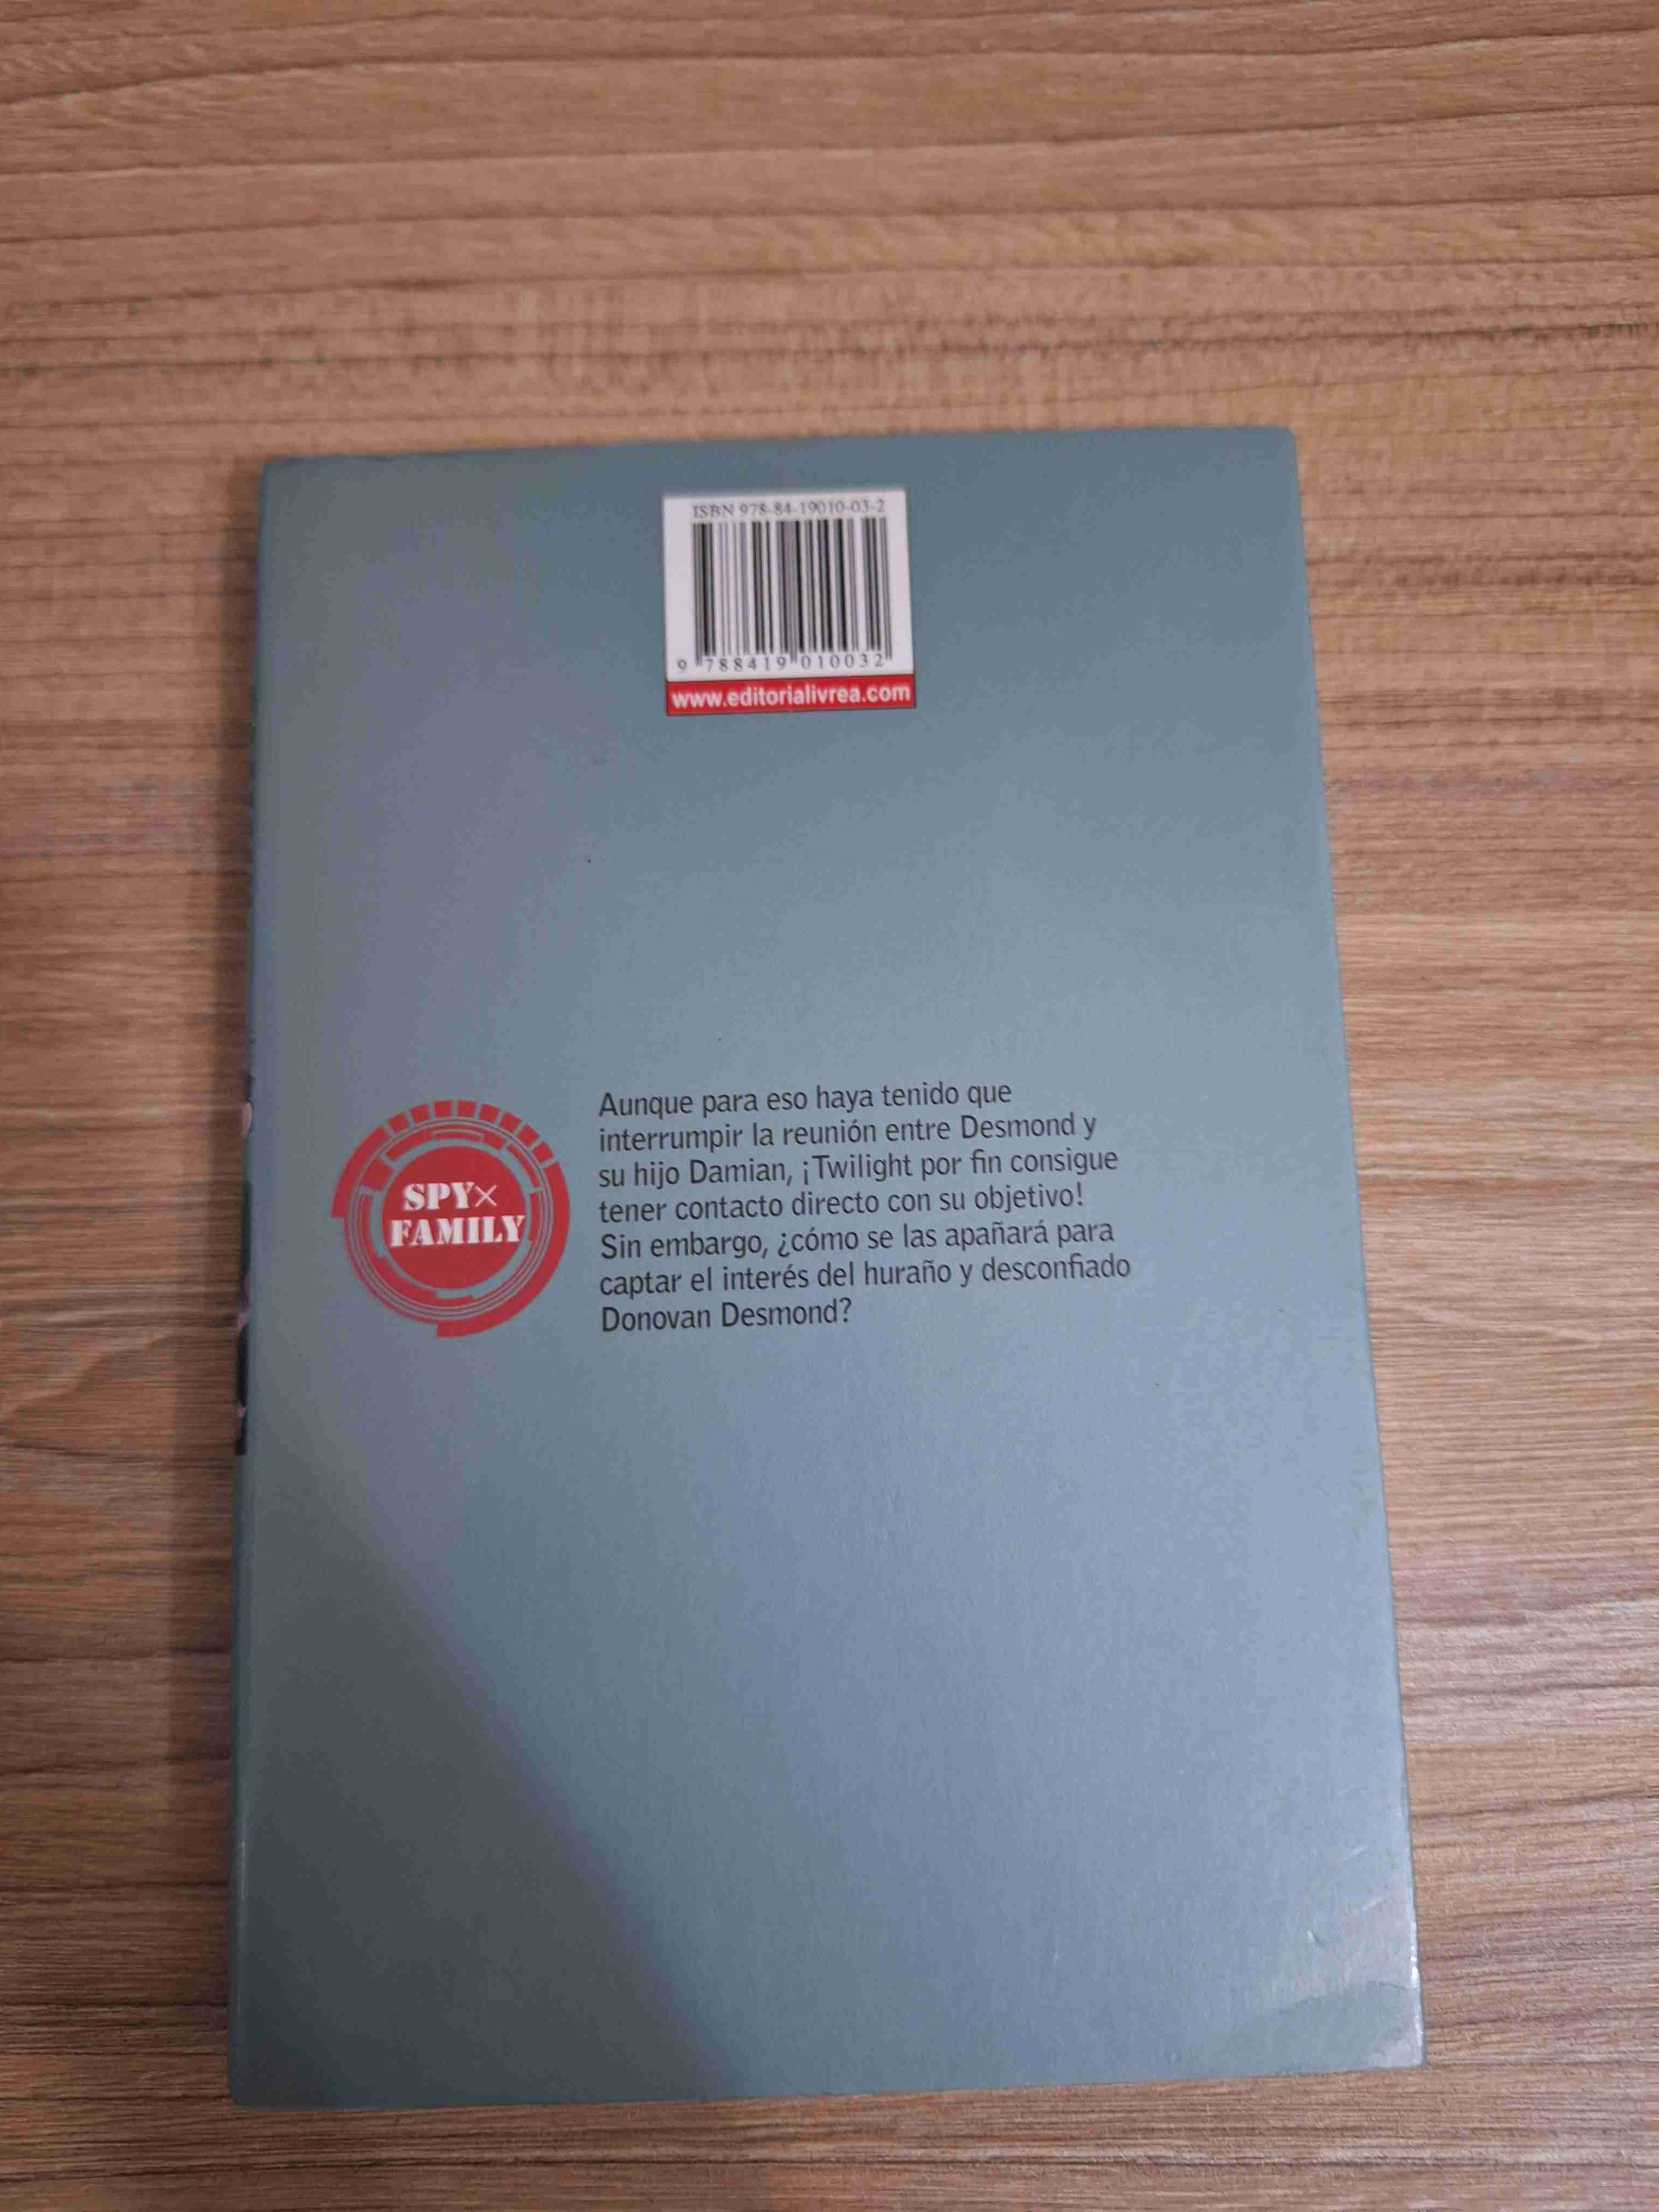 ISBN 978-84-19010-03-2
9 788419 010032
www.editorialivrea.com
SPY×
FAMILY
Aunque para eso haya tenido que
interrumpir la reunión entre Desmond y
su hijo Damian, ¡Twilight por fin consigue
tener contacto directo con su objetivo!
Sin embargo, ¿cómo se las apañará para
captar el interés del huraño y desconfiado
Donovan Desmond?